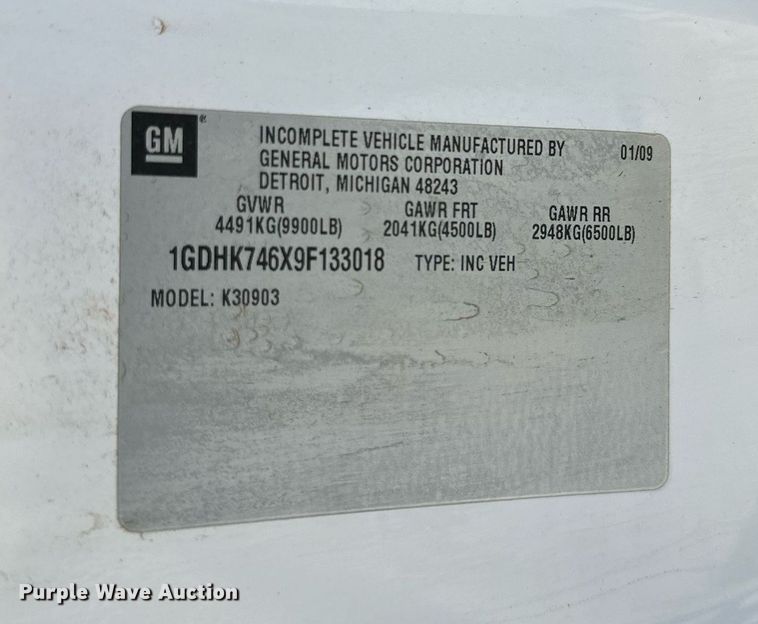 GM®
INCOMPLETE VEHICLE MANUFACTURED BY 01/09
GENERAL MOTORS CORPORATION
DETROIT, MICHIGAN 48243
GVWR GAWR FRT GAWR RR
4491KG(9900LB) 2041KG(4500LB) 2948KG(6500LB)
1GDHK746X9F133018 TYPE: INC VEH
MODEL: K30903
Purple Wave Auction